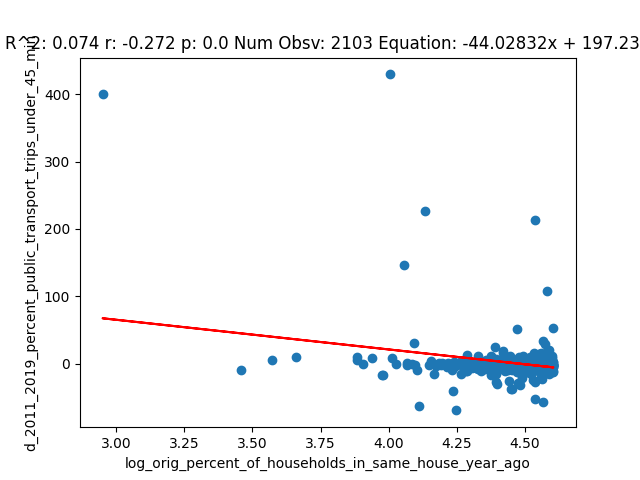 R^2: 0.074 r: -0.272 p: 0.0 Num Obsv: 2103 Equation: -44.02832x + 197.23
d_2011_2019_percent_public_transport_trips_under_45_min
400
300
200
100
0
3.00 3.25 3.50 3.75 4.00 4.25 4.50
log_orig_percent_of_households_in_same_house_year_ago